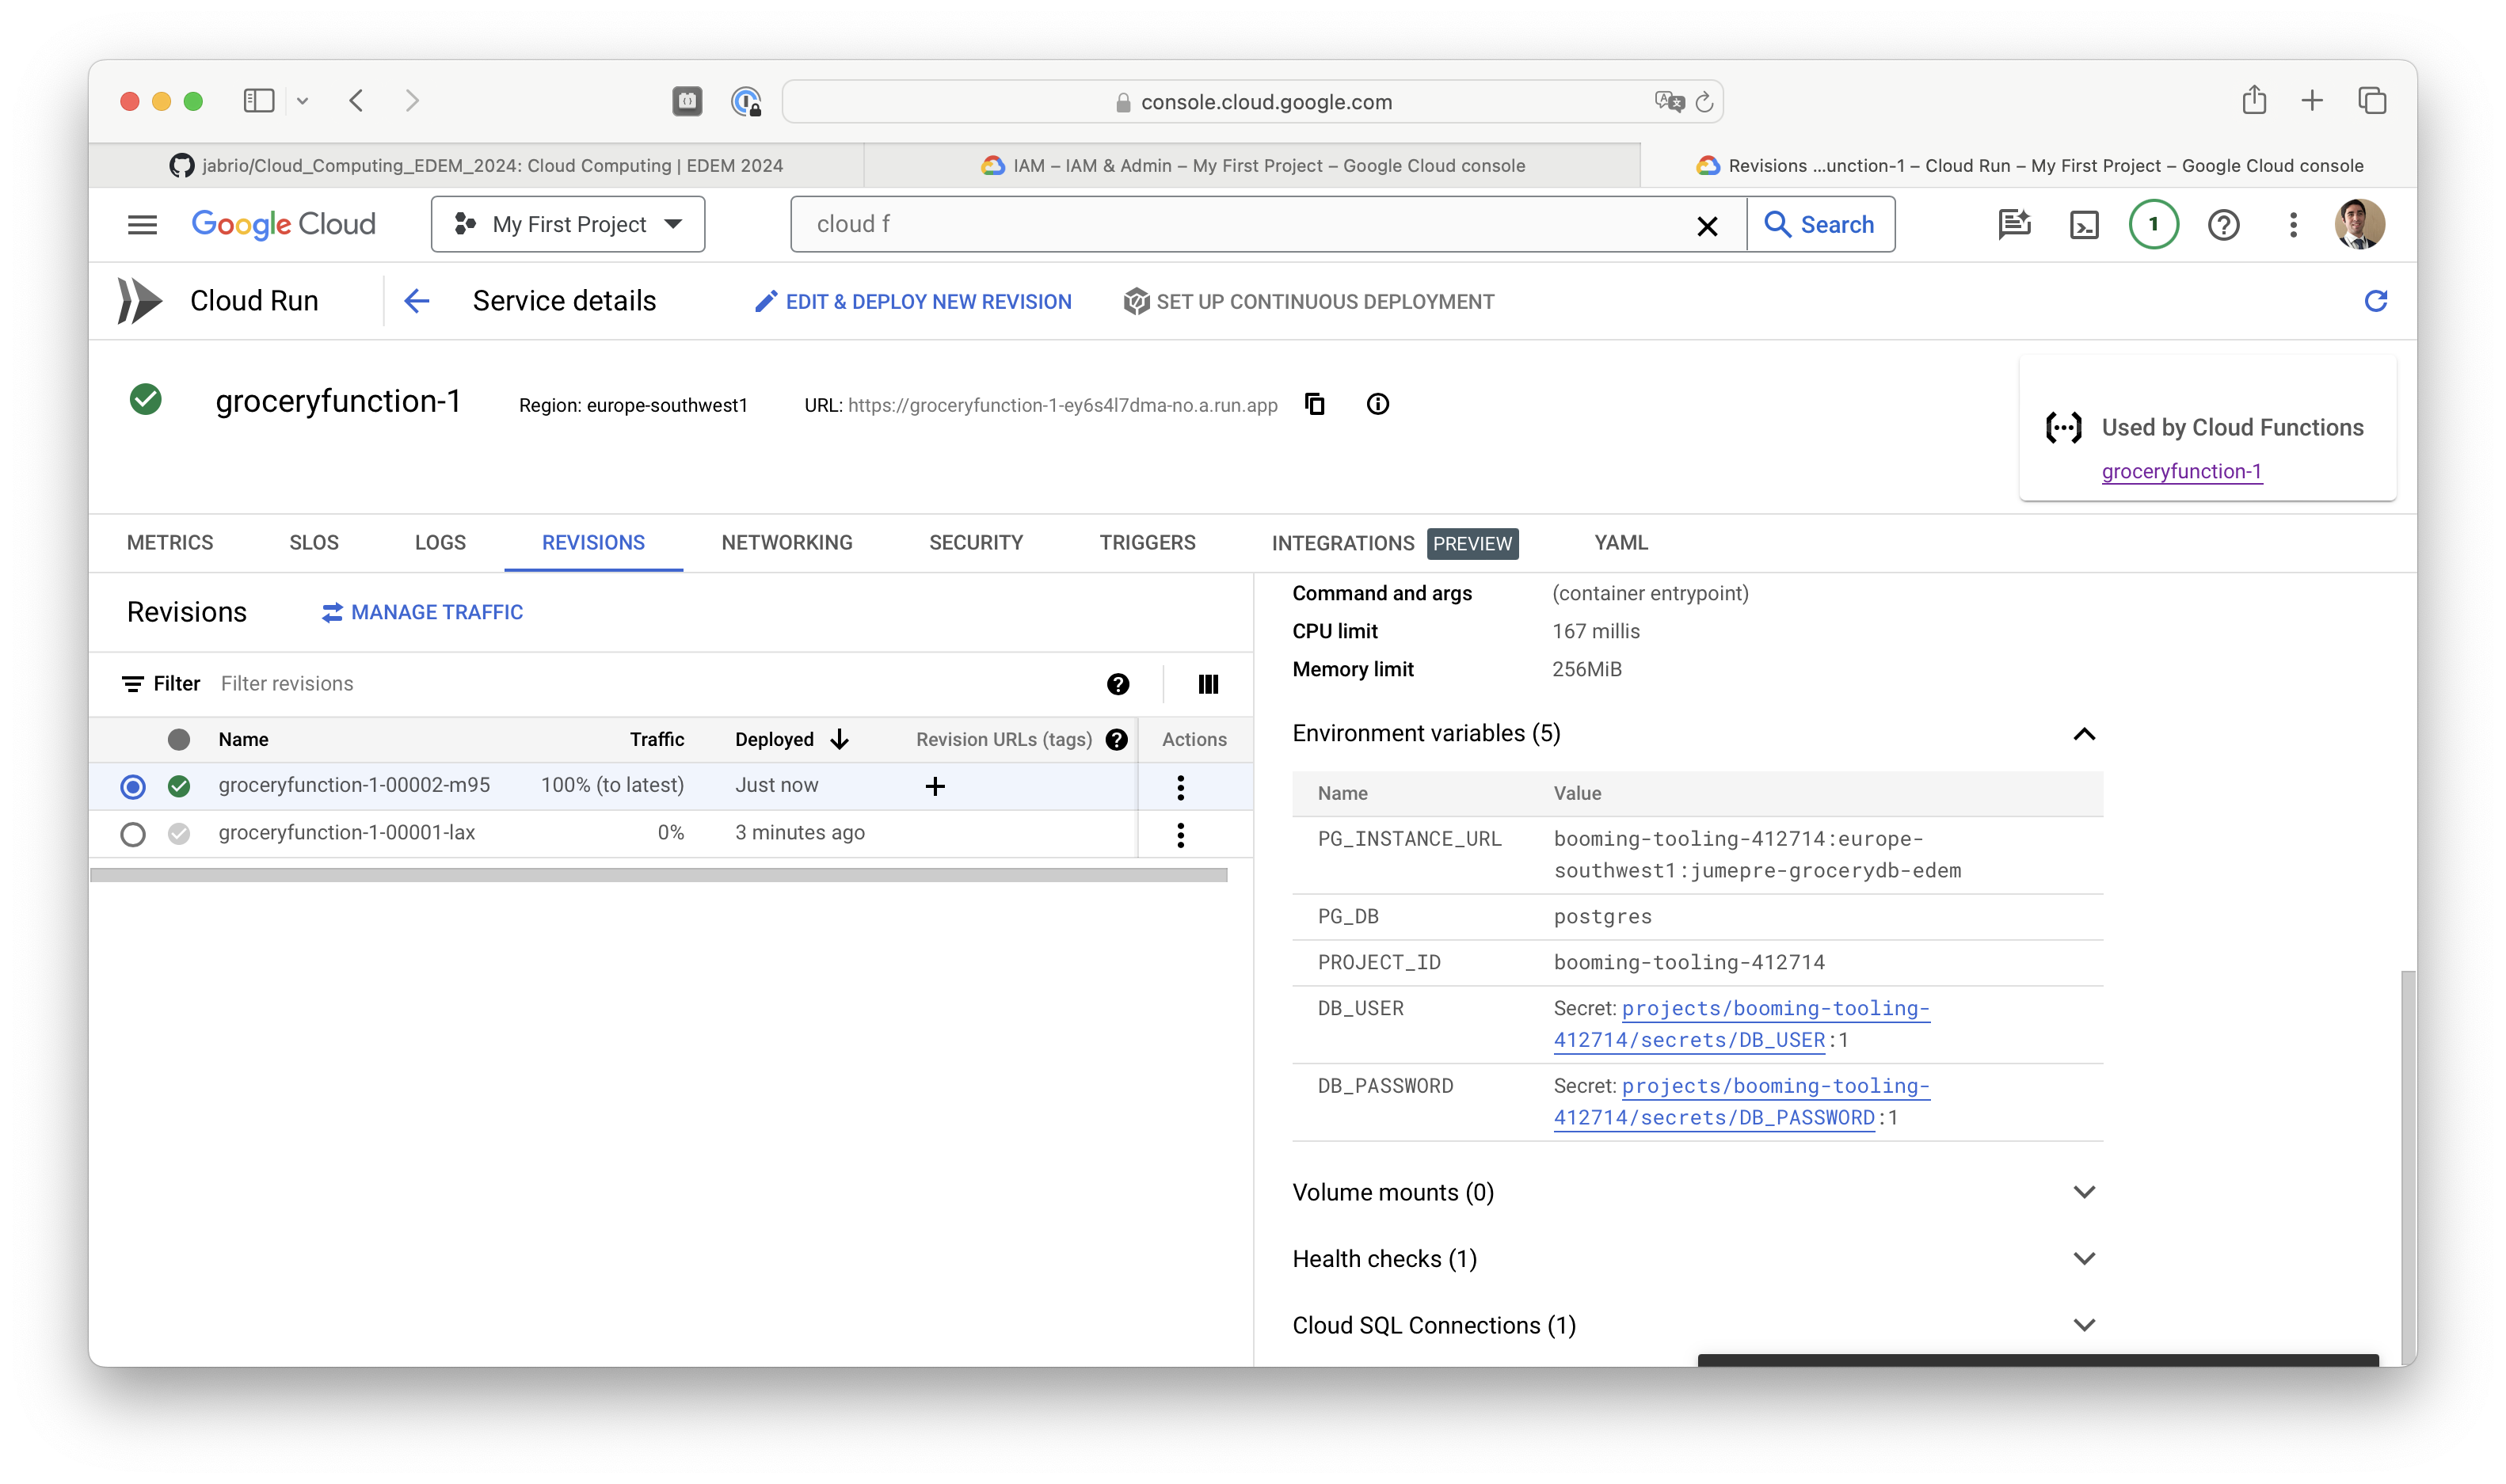 console.cloud.google.com
jabrio/Cloud_Computing_EDEM_2024: Cloud Computing | EDEM 2024
IAM – IAM & Admin – My First Project – Google Cloud console
Revisions ...unction-1 – Cloud Run – My First Project – Google Cloud console
Google Cloud
My First Project
cloud f
Search
1
Cloud Run
Service details
EDIT & DEPLOY NEW REVISION
SET UP CONTINUOUS DEPLOYMENT
groceryfunction-1
Region: europe-southwest1
URL: https://groceryfunction-1-ey6s4l7dma-no.a.run.app
Used by Cloud Functions
groceryfunction-1
METRICS
SLOS
LOGS
REVISIONS
NETWORKING
SECURITY
TRIGGERS
INTEGRATIONS PREVIEW
YAML
Revisions
MANAGE TRAFFIC
Filter Filter revisions
Name Traffic Deployed Revision URLs (tags) Actions
groceryfunction-1-00002-m95 100% (to latest) Just now
groceryfunction-1-00001-lax 0% 3 minutes ago
Command and args (container entrypoint)
CPU limit 167 millis
Memory limit 256MiB
Environment variables (5)
Name Value
PG_INSTANCE_URL booming-tooling-412714:europe-
southwest1:jumepre-grocerydb-edem
PG_DB postgres
PROJECT_ID booming-tooling-412714
DB_USER Secret: projects/booming-tooling-
412714/secrets/DB_USER:1
DB_PASSWORD Secret: projects/booming-tooling-
412714/secrets/DB_PASSWORD:1
Volume mounts (0)
Health checks (1)
Cloud SQL Connections (1)